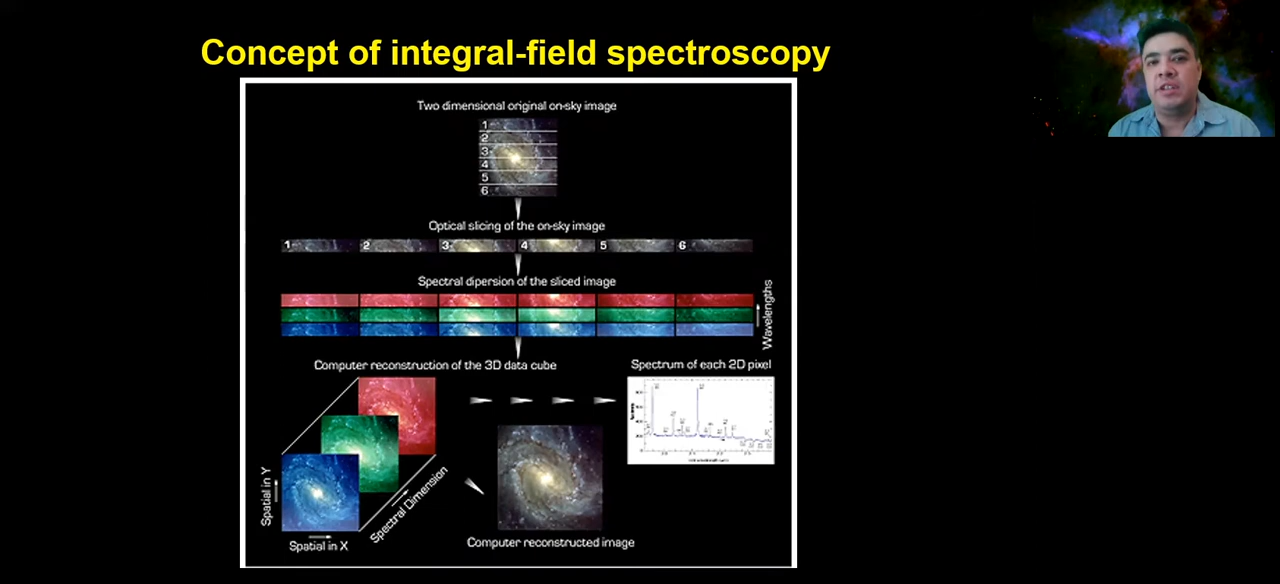 Concept of integral-field spectroscopy
Two dimensional original on-sky image
1
2
3
4
5
6
Optical slicing of the on-sky image
1 2 3 4 5 6
Spectral dipersion of the sliced image
Wavelengths
Computer reconstruction of the 3D data cube
Spectrum of each 2D pixel
Spatial in Y
Spatial in X
Spectral Dimension
Computer reconstructed image